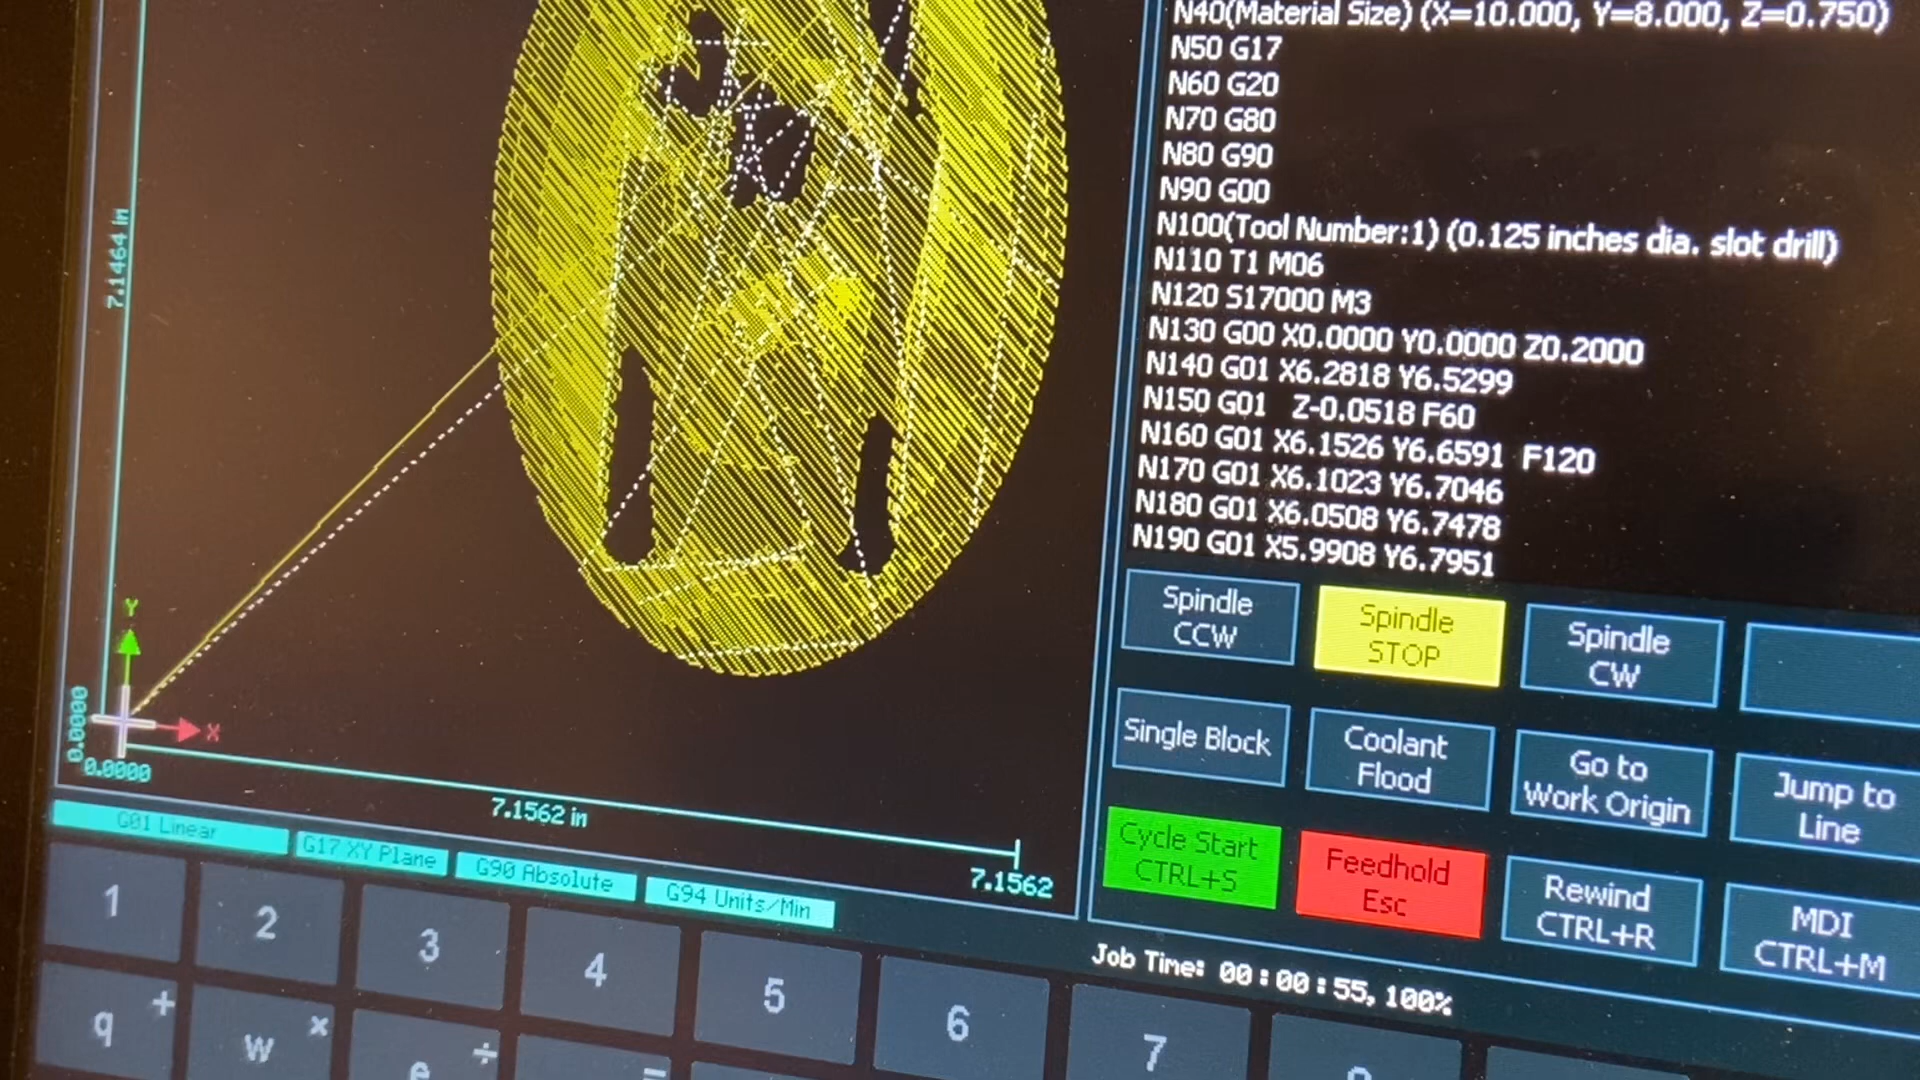 N40(Material Size) (X=10.000, Y=8.000, Z=0.750)
N50 G17
N60 G20
N70 G80
N80 G90
N90 G00
N100(Tool Number:1) (0.125 inches dia. slot drill)
N110 T1 M06
N120 S17000 M3
N130 G00 X0.0000 Y0.0000 Z0.2000
N140 G01 X6.2818 Y6.5299
N150 G01 Z-0.0518 F60
N160 G01 X6.1526 Y6.6591 F120
N170 G01 X6.1023 Y6.7046
N180 G01 X6.0508 Y6.7478
N190 G01 X5.9908 Y6.7951
7.1464 in
Y
X
0.0000
0.0000
7.1562 in
7.1562
G01 Linear
G17 XY Plane
G90 Absolute
G94 Units/Min
Spindle
CCW
Spindle
STOP
Spindle
CW
Single Block
Coolant
Flood
Go to
Work Origin
Jump to
Line
Cycle Start
CTRL+S
Feedhold
Esc
Rewind
CTRL+R
MDI
CTRL+M
Job Time: 00:00:55, 100%
1 2 3 4 5 6 7
q + w × e ÷ =